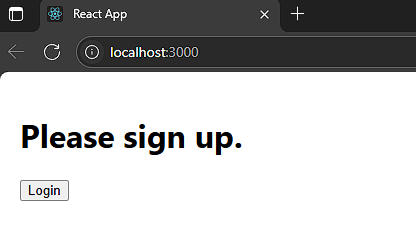 React App
localhost:3000
Please sign up.
Login